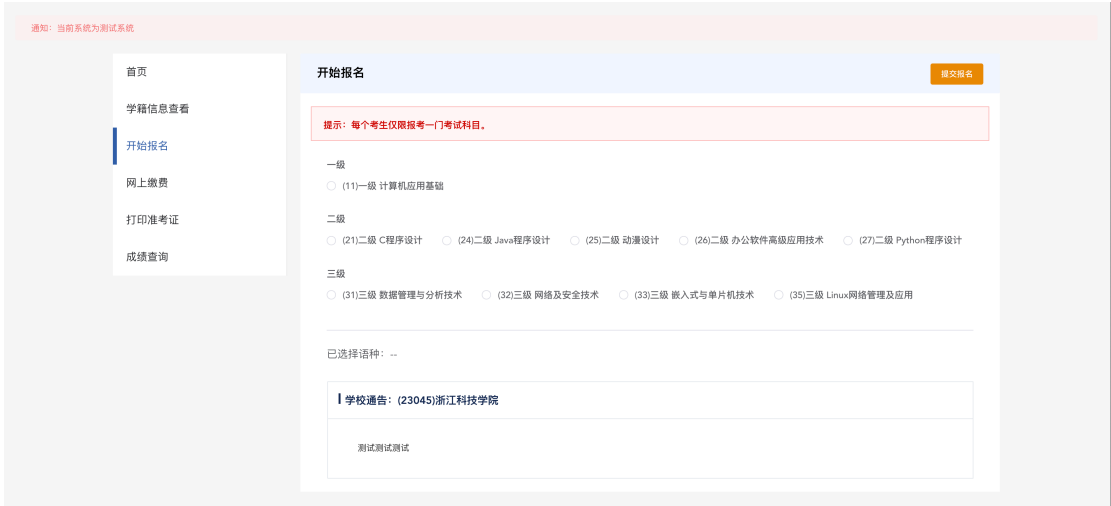 通知：当前系统为测试系统
首页
学籍信息查看
开始报名
网上缴费
打印准考证
成绩查询
开始报名
提交报名
提示：每个考生仅限报考一门考试科目。
一级
(11)一级 计算机应用基础
二级
(21)二级 C程序设计 (24)二级 Java程序设计 (25)二级 动漫设计 (26)二级 办公软件高级应用技术 (27)二级 Python程序设计
三级
(31)三级 数据管理与分析技术 (32)三级 网络及安全技术 (33)三级 嵌入式与单片机技术 (35)三级 Linux网络管理及应用
已选择语种：--
学校通告：(23045)浙江科技学院
测试测试测试